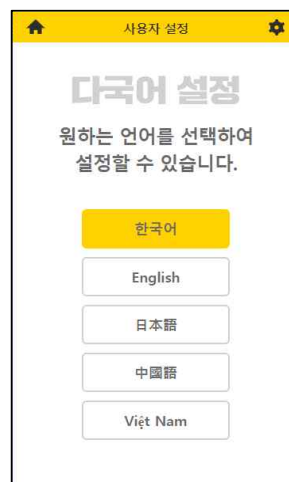 사용자 설정
다국어 설정
원하는 언어를 선택하여
설정할 수 있습니다.
한국어
English
日本語
中國語
Việt Nam